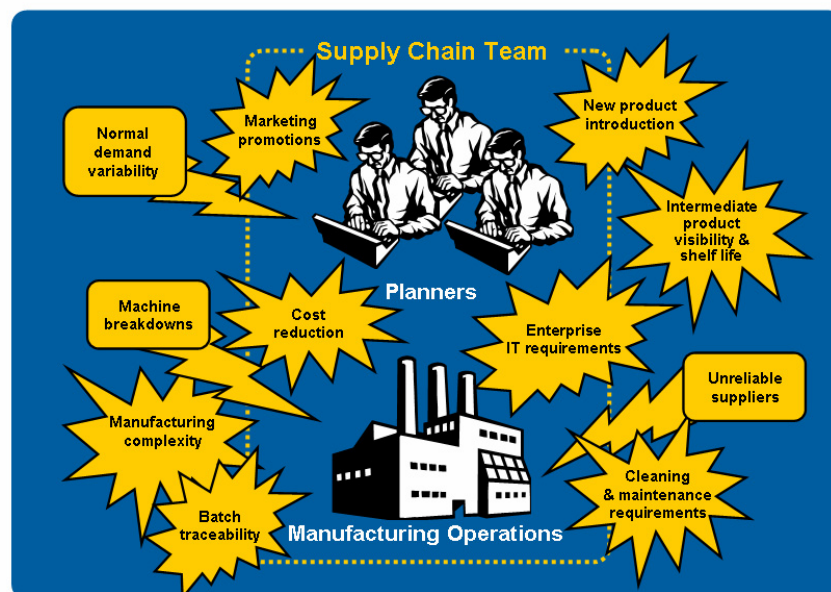 Supply Chain Team
Normal
demand
variability
Marketing
promotions
New product
introduction
Intermediate
product
visibility &
shelf life
Planners
Machine
breakdowns
Cost
reduction
Enterprise
IT requirements
Unreliable
suppliers
Manufacturing
complexity
Batch
traceability
Manufacturing Operations
Cleaning
& maintenance
requirements